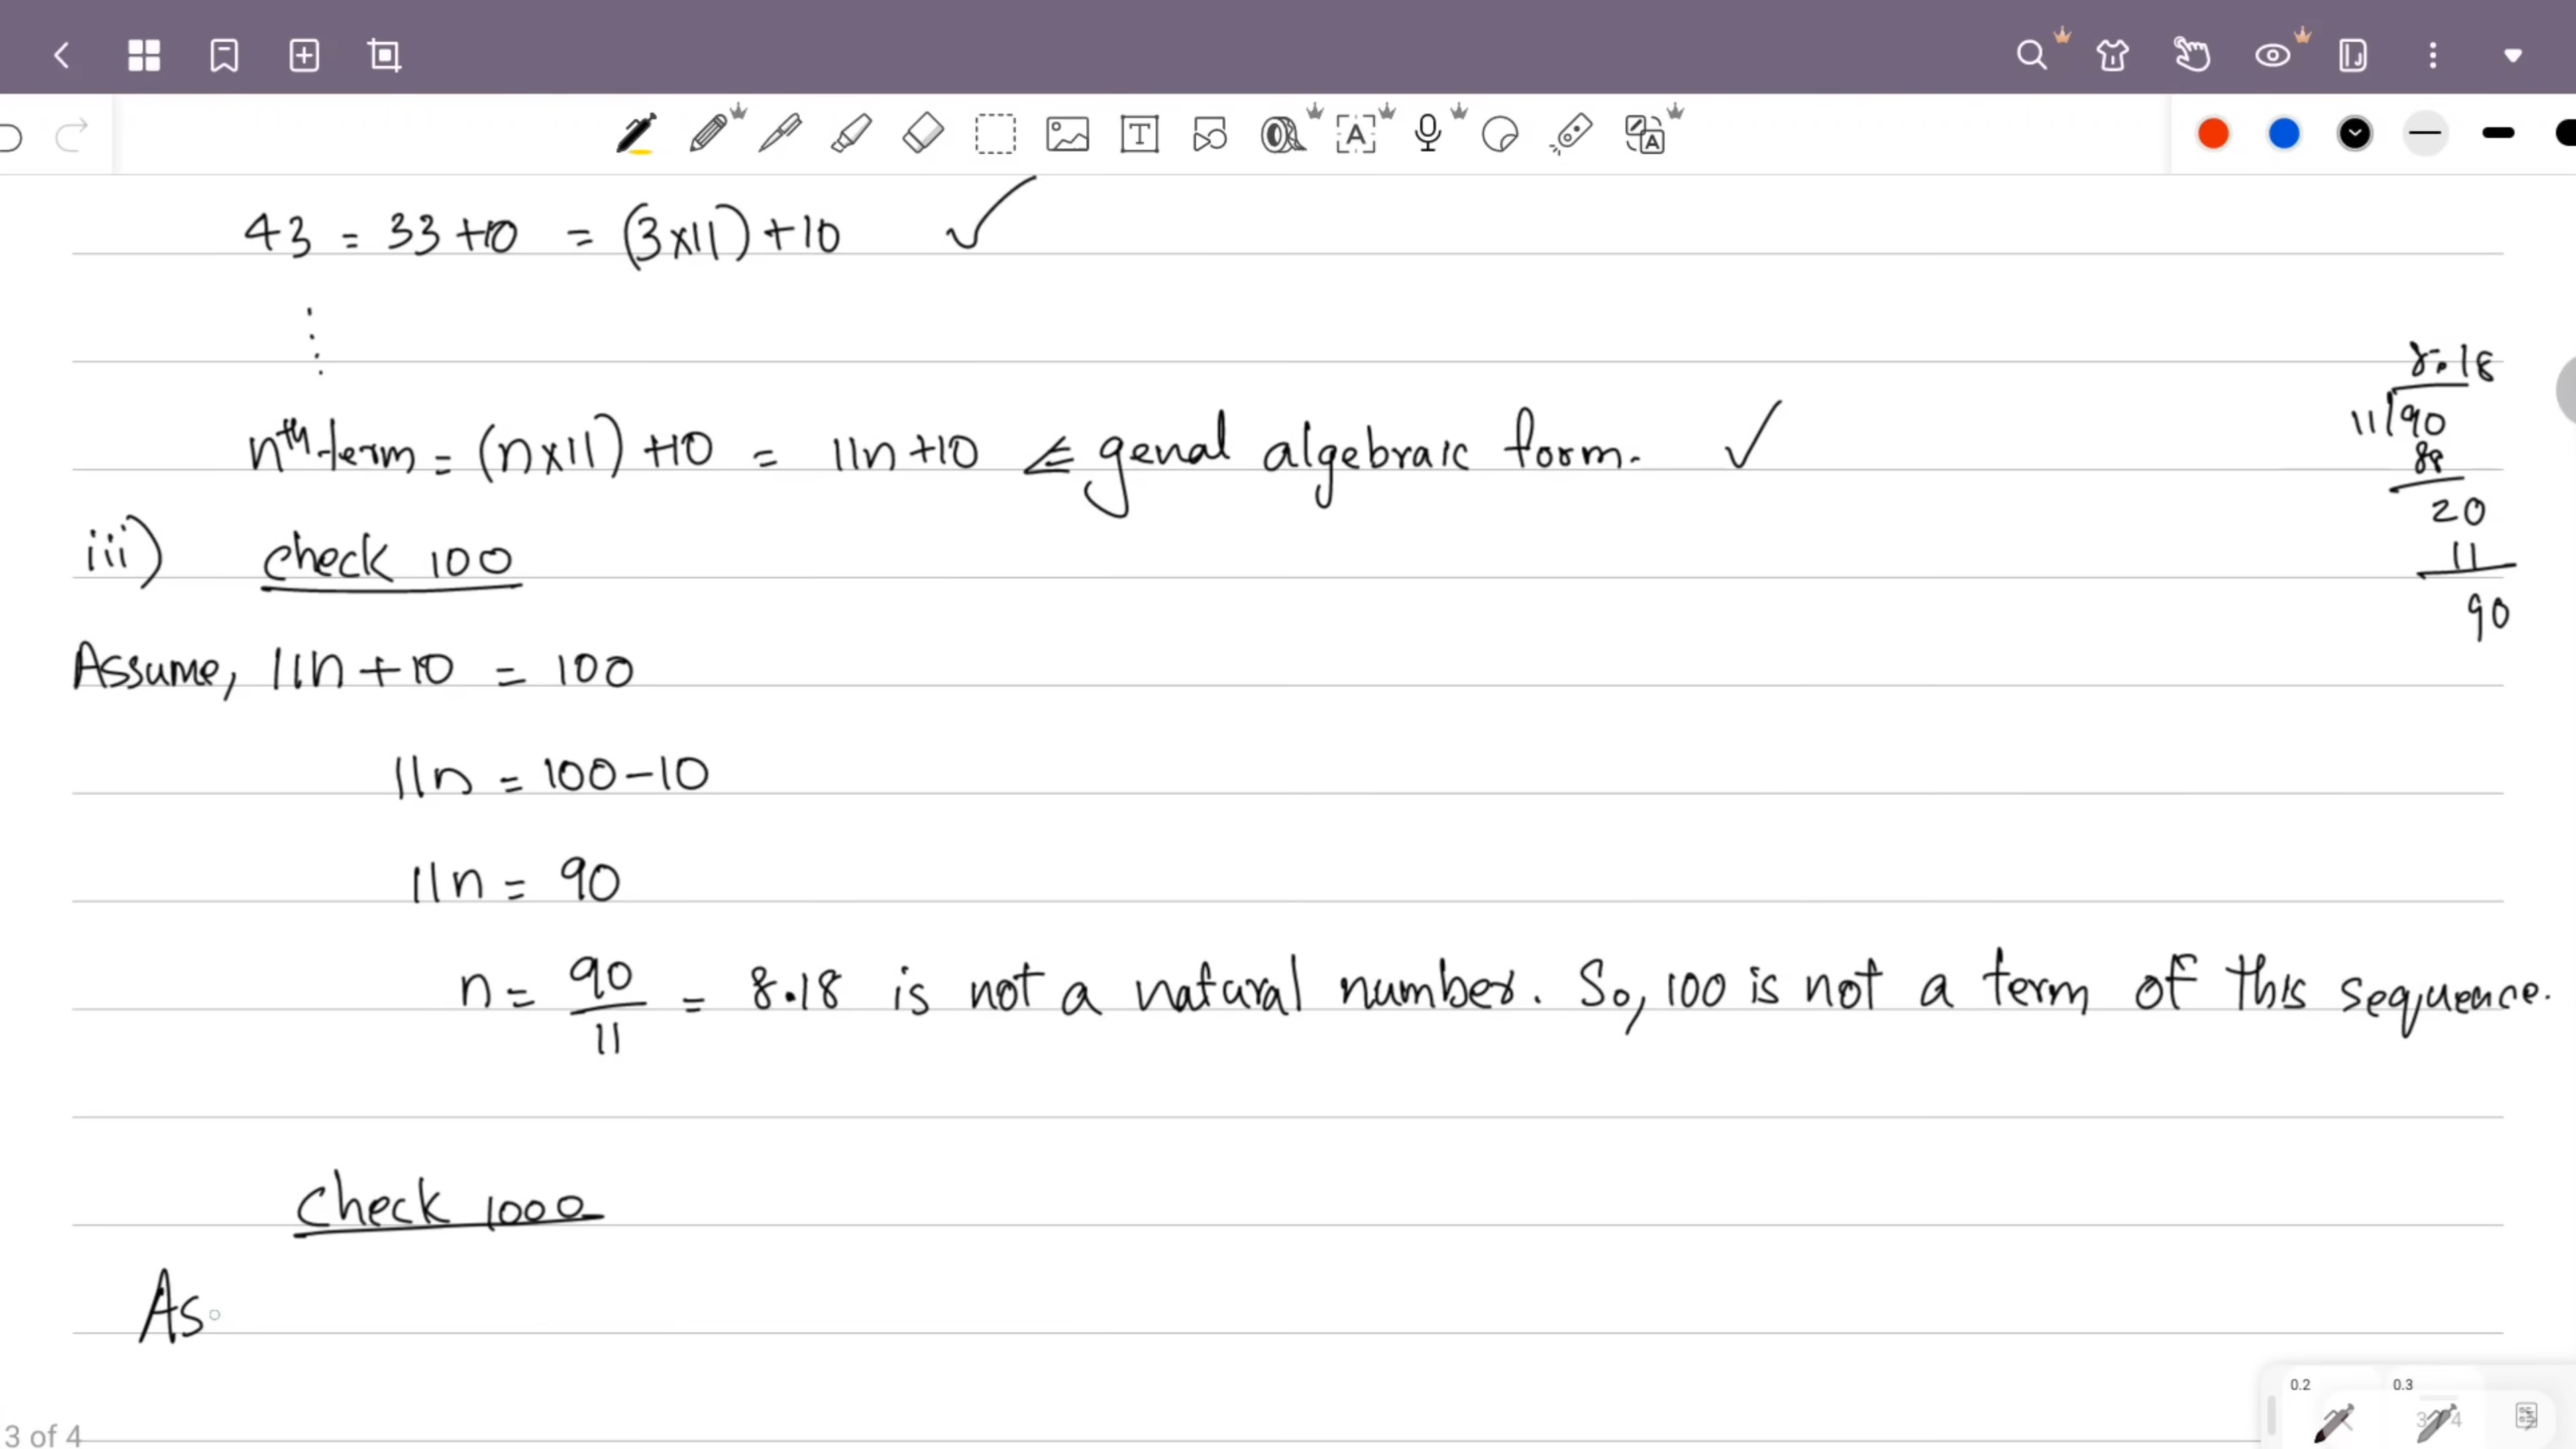 43 = 33 +10 = (3x11) +10 ✓
⋮
nth term = (n x 11) +10 = 11n +10 ⇐ genal algebraic form. ✓
8.18
11)90
88
20
11
90
iii) check 100
Assume, 11n + 10 = 100
11n = 100 - 10
11n = 90
n = 90/11 = 8.18 is not a natural number. So, 100 is not a term of this sequence.
check 1000
As
0.2 0.3
3 of 4